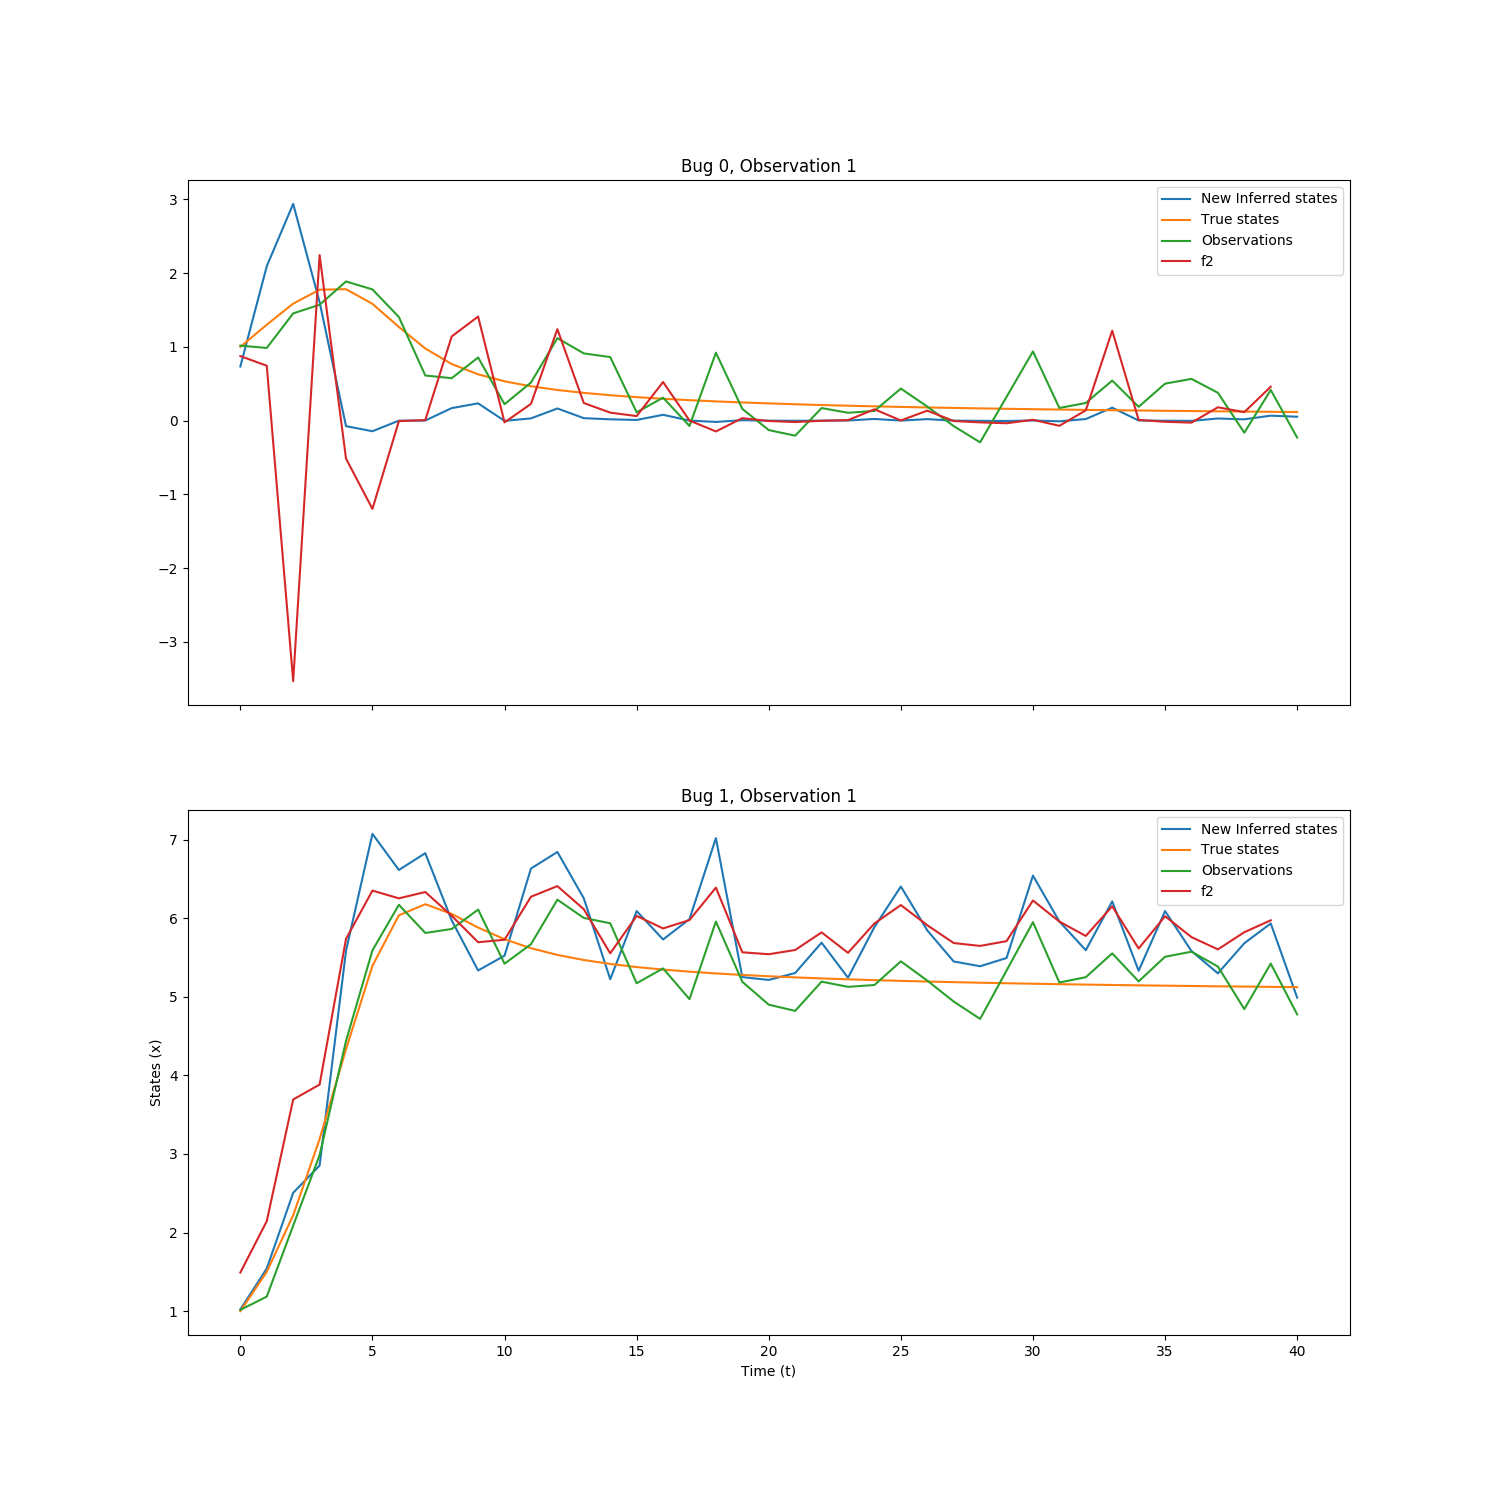 Bug 0, Observation 1
New Inferred states
True states
Observations
f2
3
2
1
0
−1
−2
−3
Bug 1, Observation 1
New Inferred states
True states
Observations
f2
7
6
5
4
3
2
1
States (x)
0 5 10 15 20 25 30 35 40
Time (t)